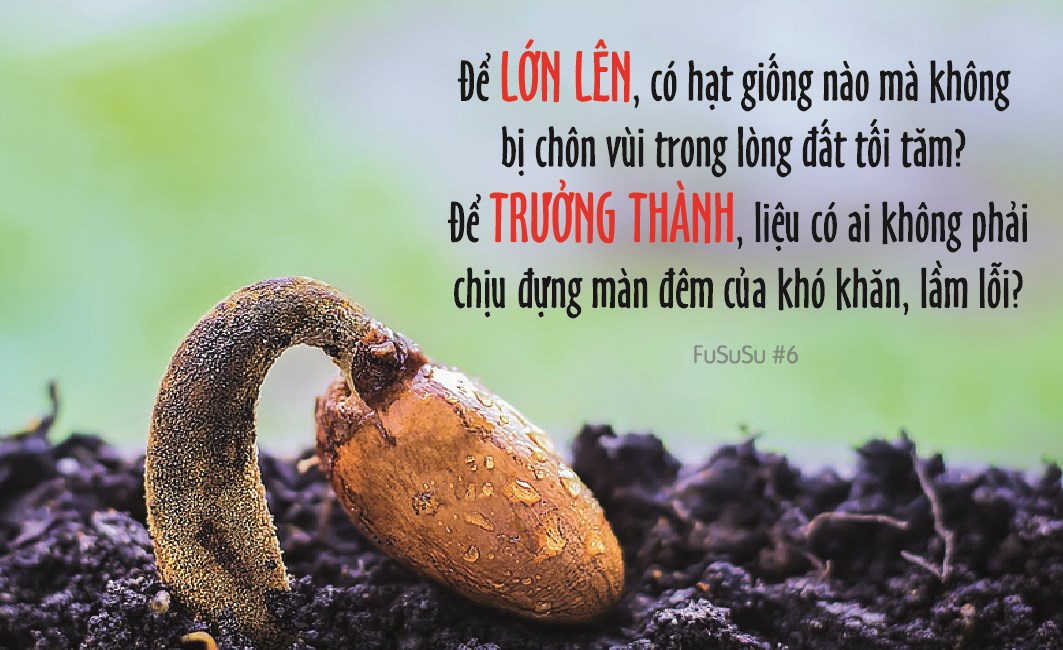 Để LỚN LÊN, có hạt giống nào mà không
bị chôn vùi trong lòng đất tối tăm?
Để TRƯỞNG THÀNH, liệu có ai không phải
chịu đựng màn đêm của khó khăn, lầm lỗi?
FuSuSu #6